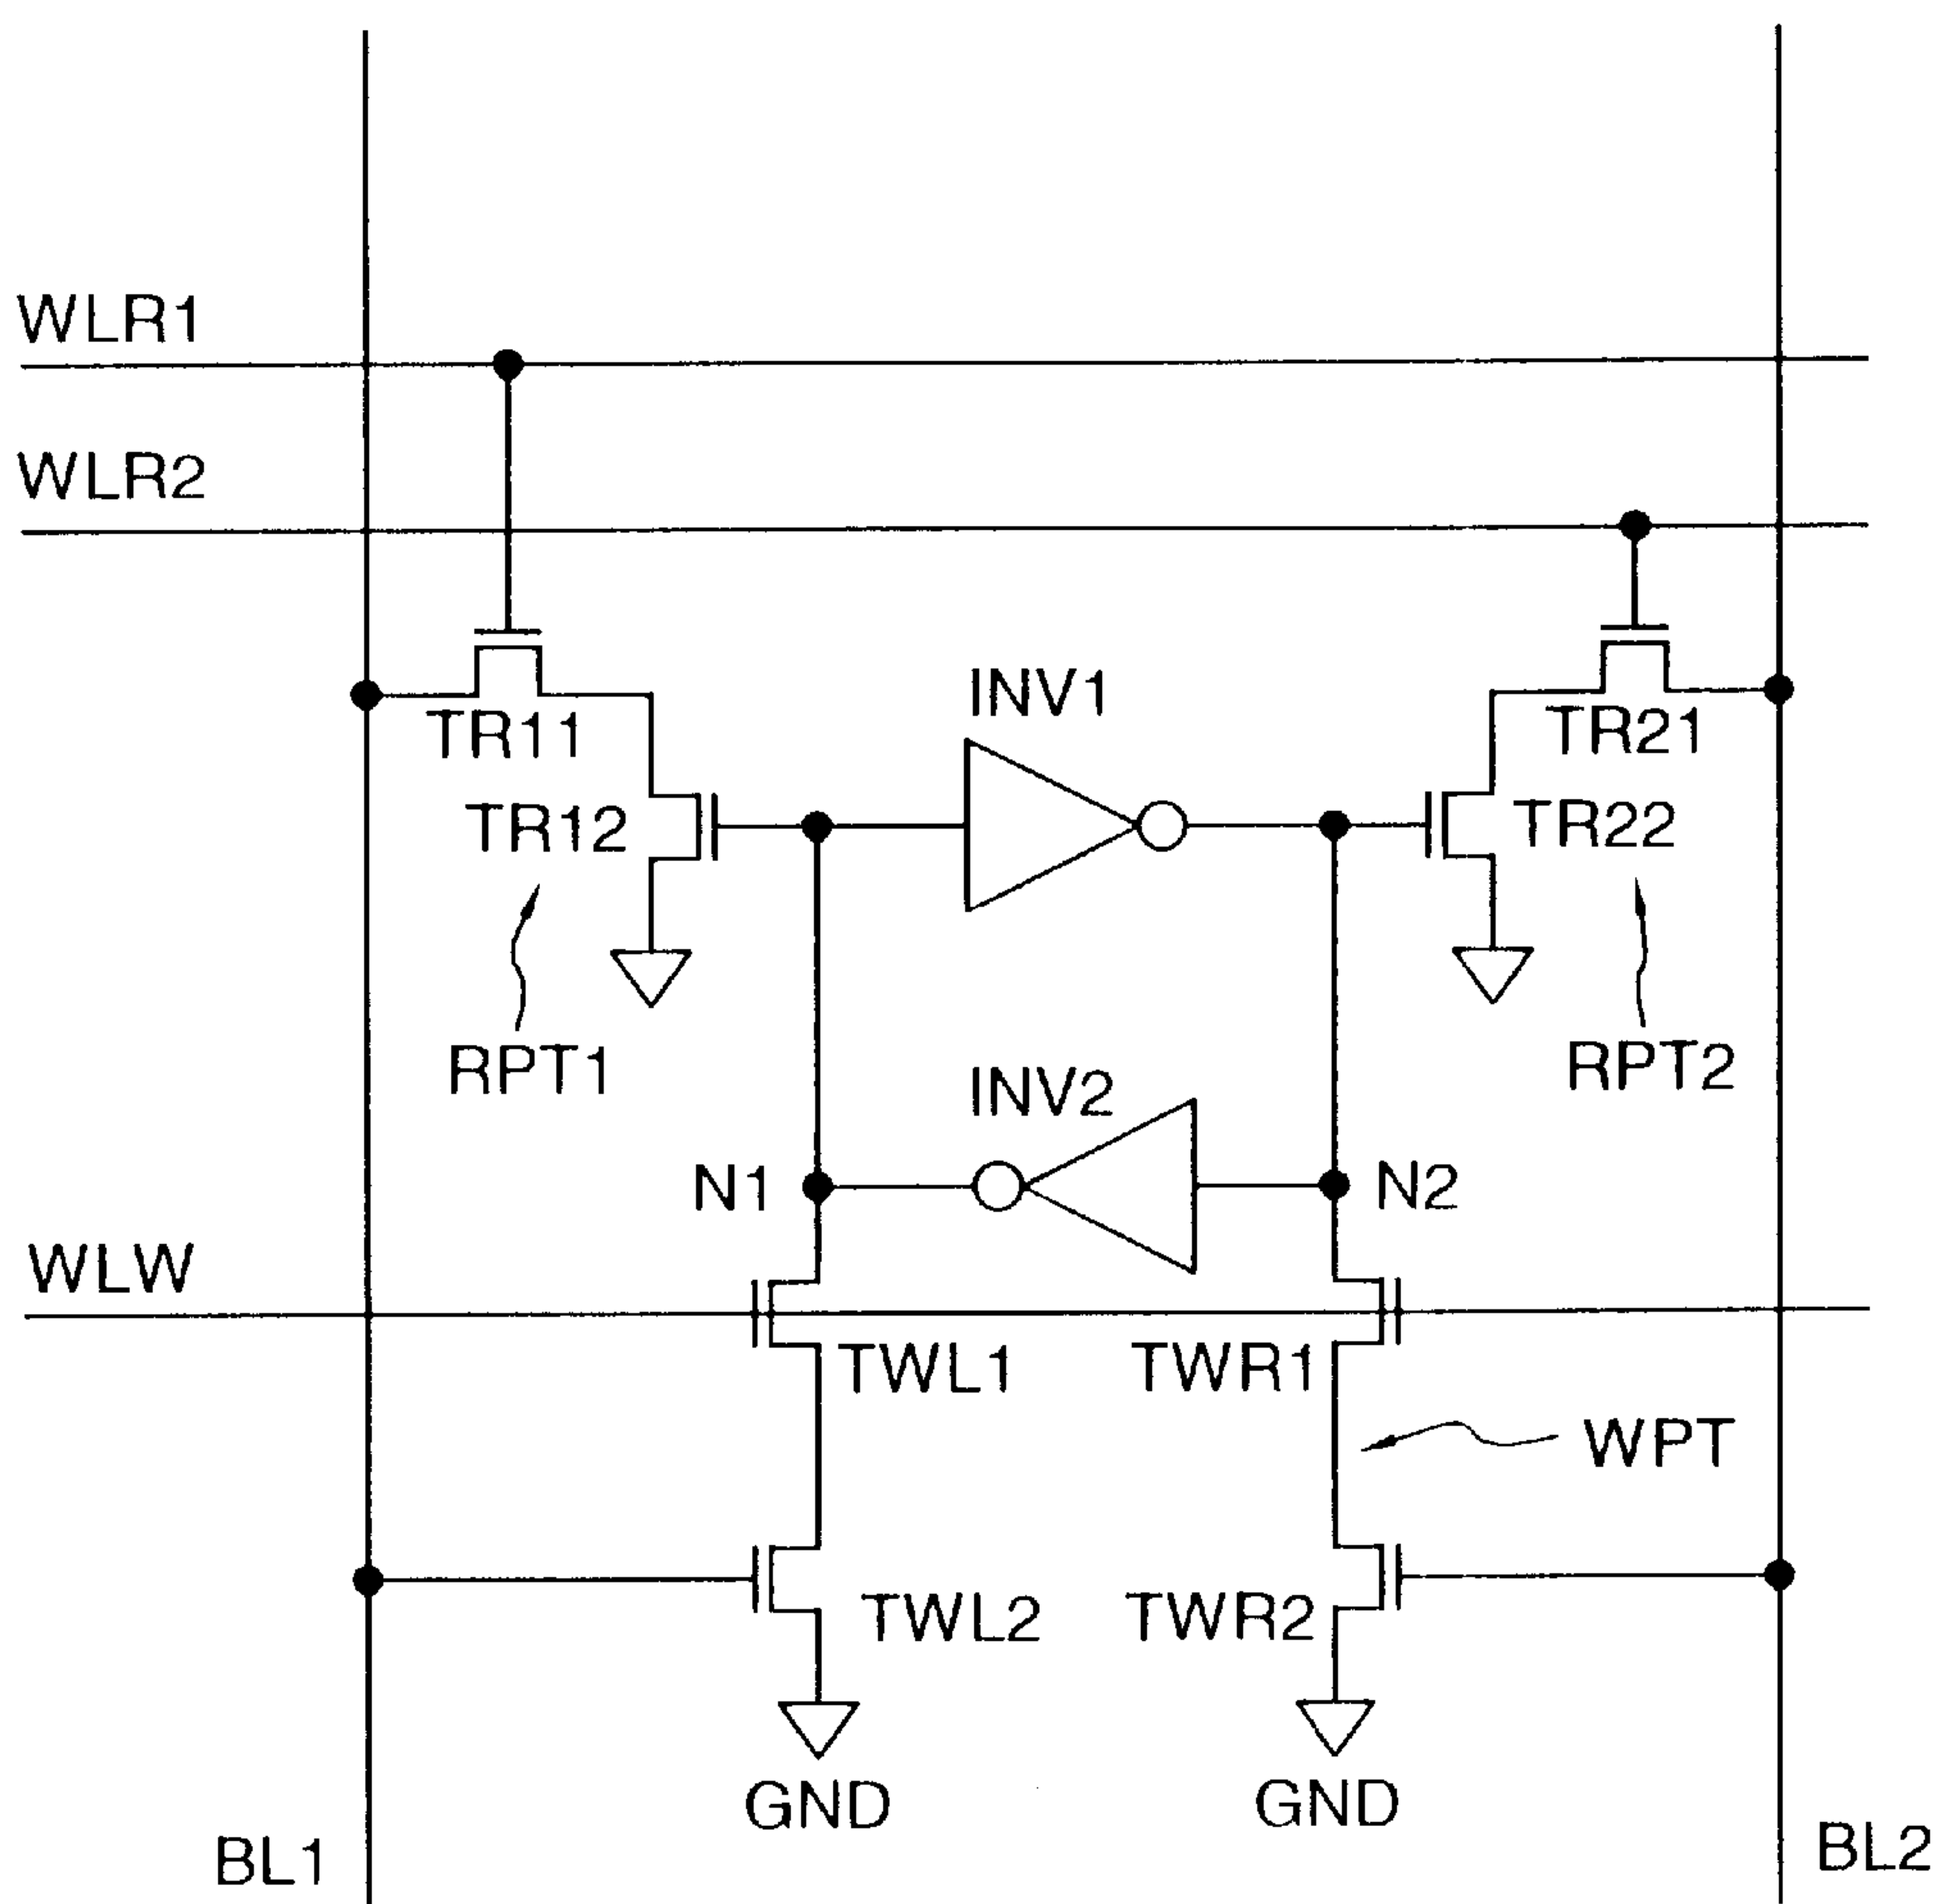 WLR1
WLR2
INV1
TR11
TR21
TR12
TR22
RPT1
RPT2
INV2
N1
N2
WLW
TWL1
TWR1
WPT
TWL2
TWR2
GND
GND
BL1
BL2